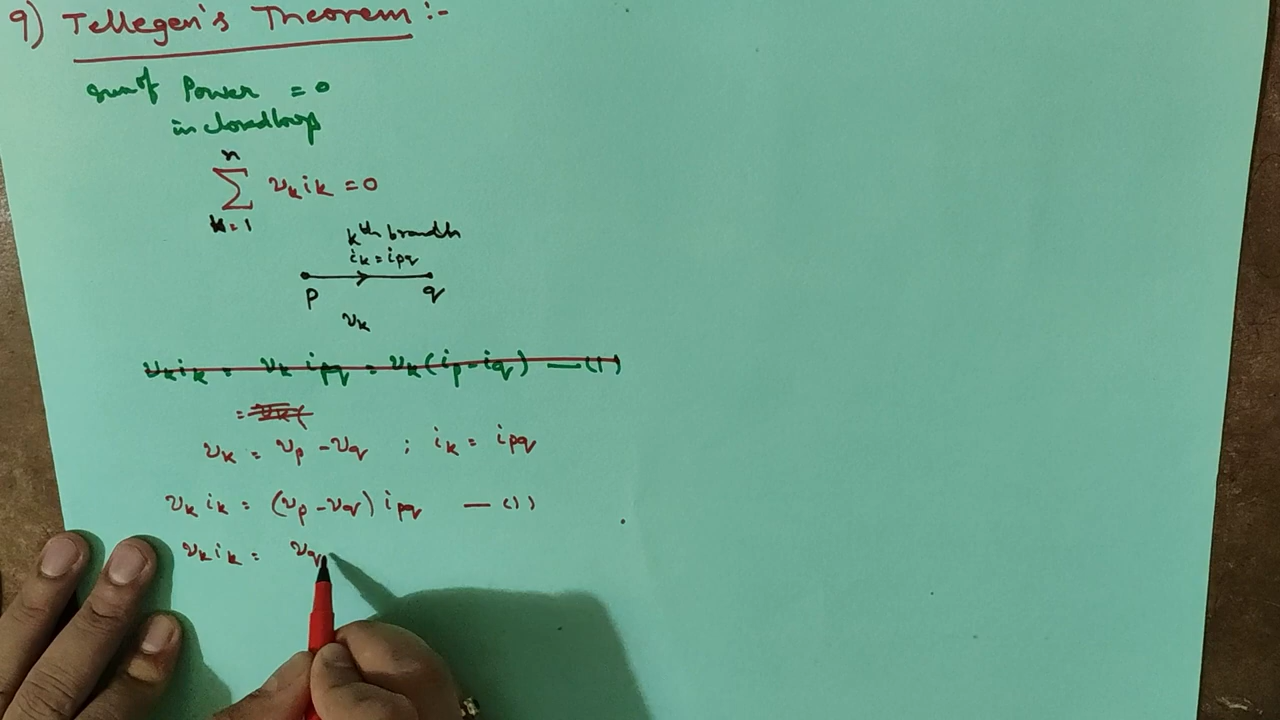 9) Tellegen's Theorem :-
sum of Power = 0
in closed loop
n
∑ vk ik = 0
k = 1
kth branch
ik = ipq
p q
vk
vk ik = vk ipq = vk (ip - iq) — (1)
= vk (
vk = vp - vq ; ik = ipq
vk ik = (vp - vq) ipq — (1)
vk ik = vq